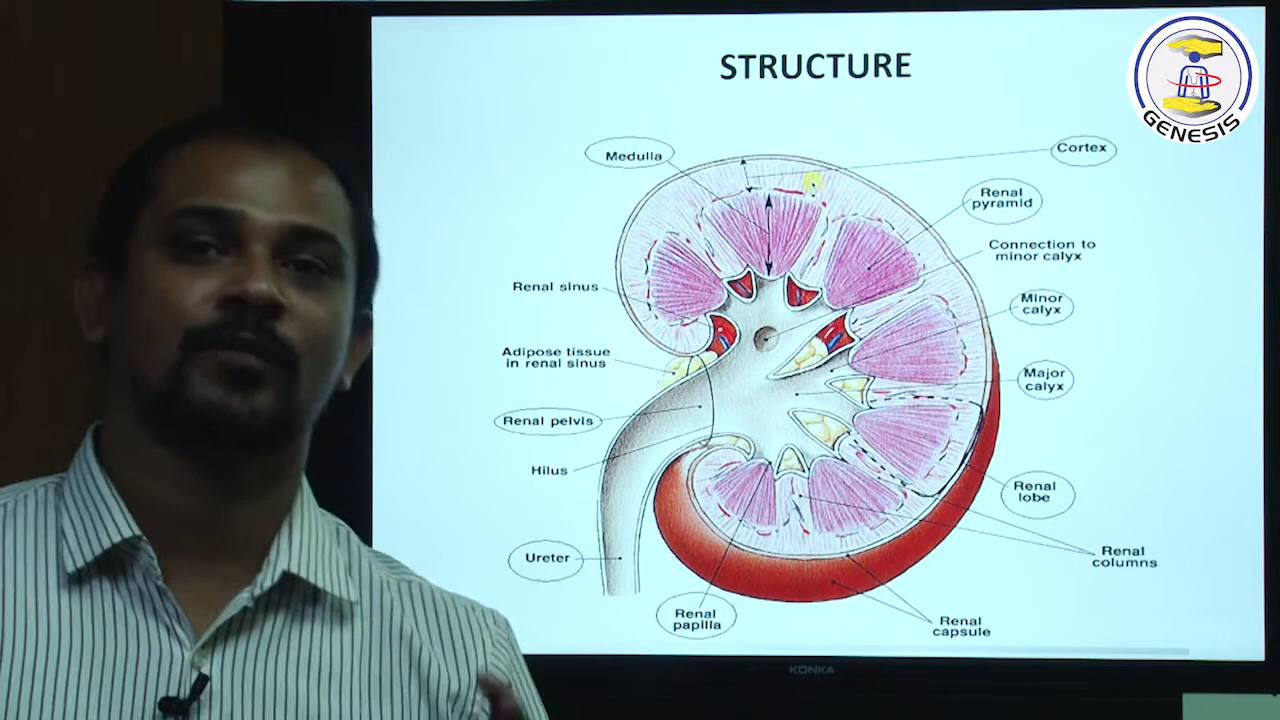 STRUCTURE
GENESIS
Medulla
Cortex
Renal
pyramid
Connection to
minor calyx
Renal sinus
Minor
calyx
Adipose tissue
in renal sinus
Major
calyx
Renal pelvis
Hilus
Renal
lobe
Ureter
Renal
columns
Renal
papilla
Renal
capsule
KONKA